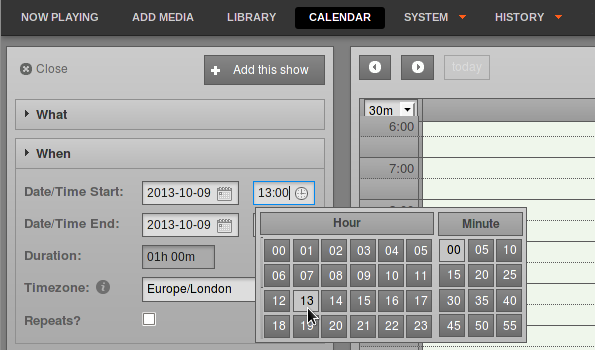 NOW PLAYING ADD MEDIA LIBRARY CALENDAR SYSTEM HISTORY
Close
Add this show
today
What
30m
6:00
When
7:00
Date/Time Start: 2013-10-09 13:00
Date/Time End: 2013-10-09
Hour Minute
00 01 02 03 04 05 00 05 10
Duration: 01h 00m
06 07 08 09 10 11 15 20 25
Timezone: Europe/London
12 13 14 15 16 17 30 35 40
Repeats?
18 19 20 21 22 23 45 50 55